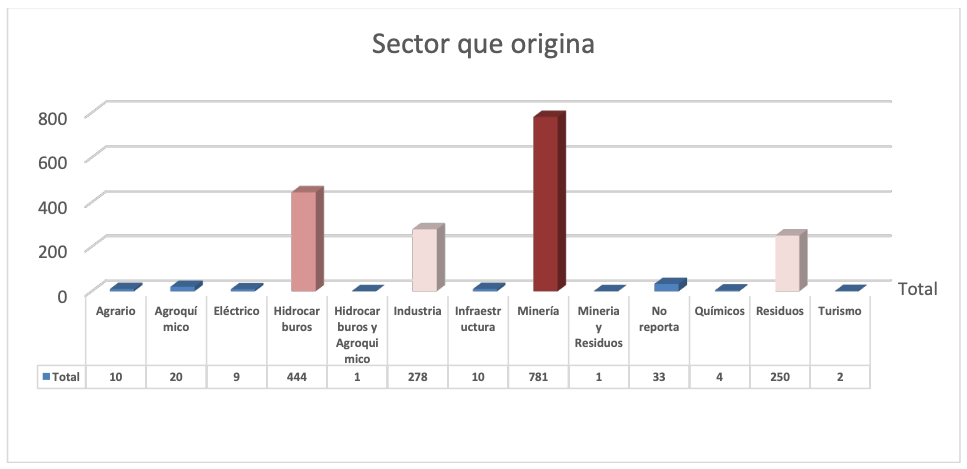 Sector que origina
800
600
400
200
0
Total
Agrario
Agroquí
mico
Eléctrico
Hidrocar
buros
Hidrocar
buros y
Agroqui
mico
Industria
Infraestr
uctura
Minería
Mineria
y
Residuos
No
reporta
Químicos
Residuos
Turismo
Total 10 20 9 444 1 278 10 781 1 33 4 250 2